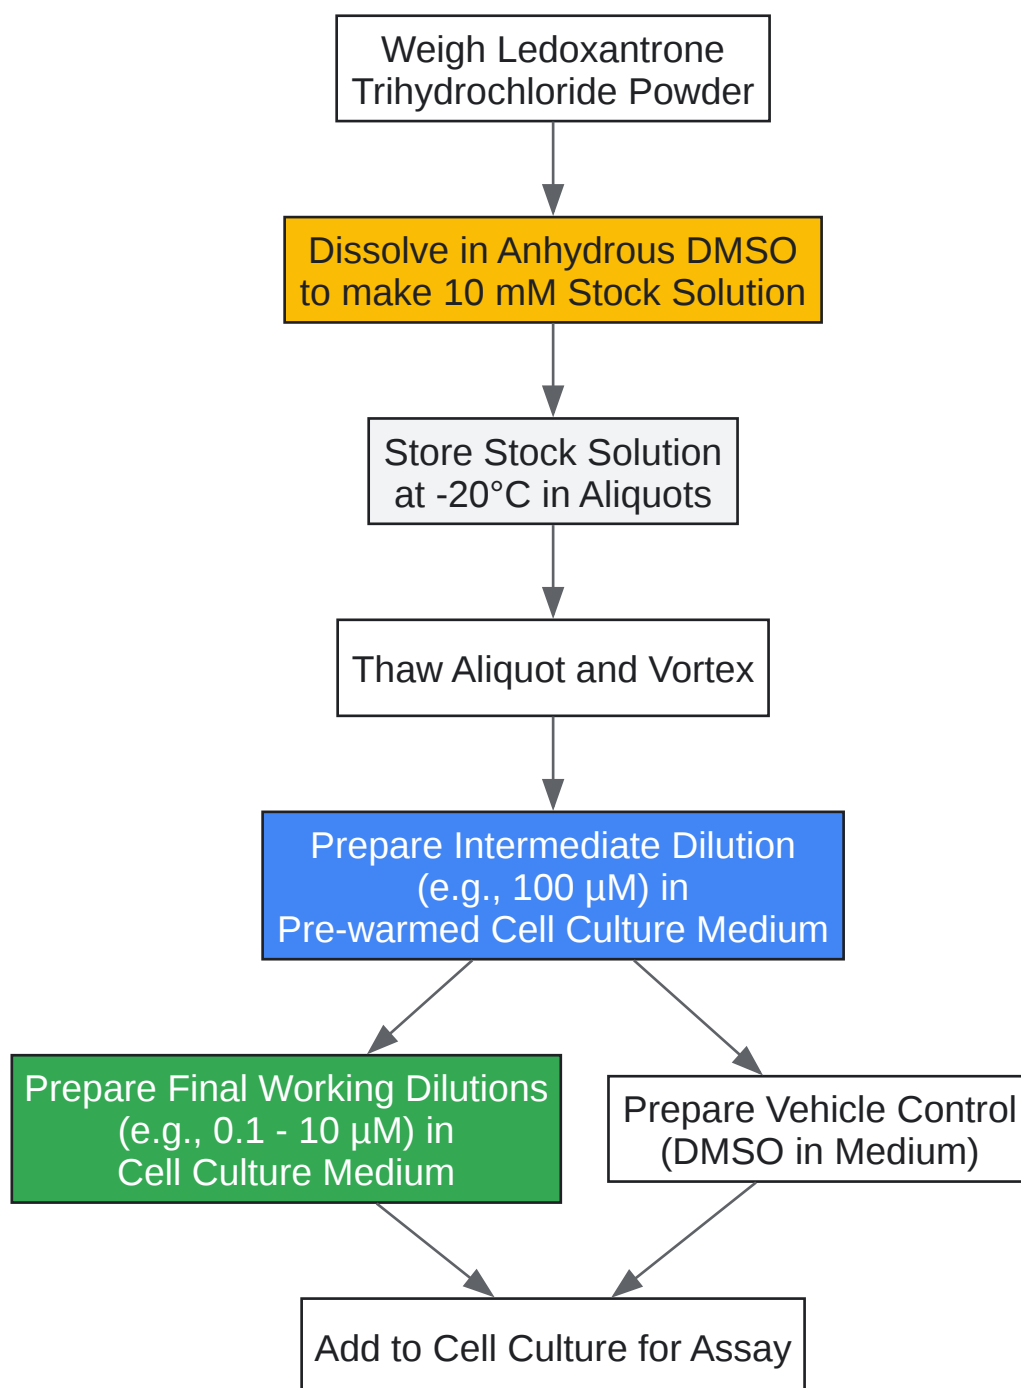 Weigh Ledoxantrone
Trihydrochloride Powder
Dissolve in Anhydrous DMSO
to make 10 mM Stock Solution
Store Stock Solution
at -20°C in Aliquots
Thaw Aliquot and Vortex
Prepare Intermediate Dilution
(e.g., 100 µM) in
Pre-warmed Cell Culture Medium
Prepare Final Working Dilutions
(e.g., 0.1 - 10 µM) in
Cell Culture Medium
Prepare Vehicle Control
(DMSO in Medium)
Add to Cell Culture for Assay